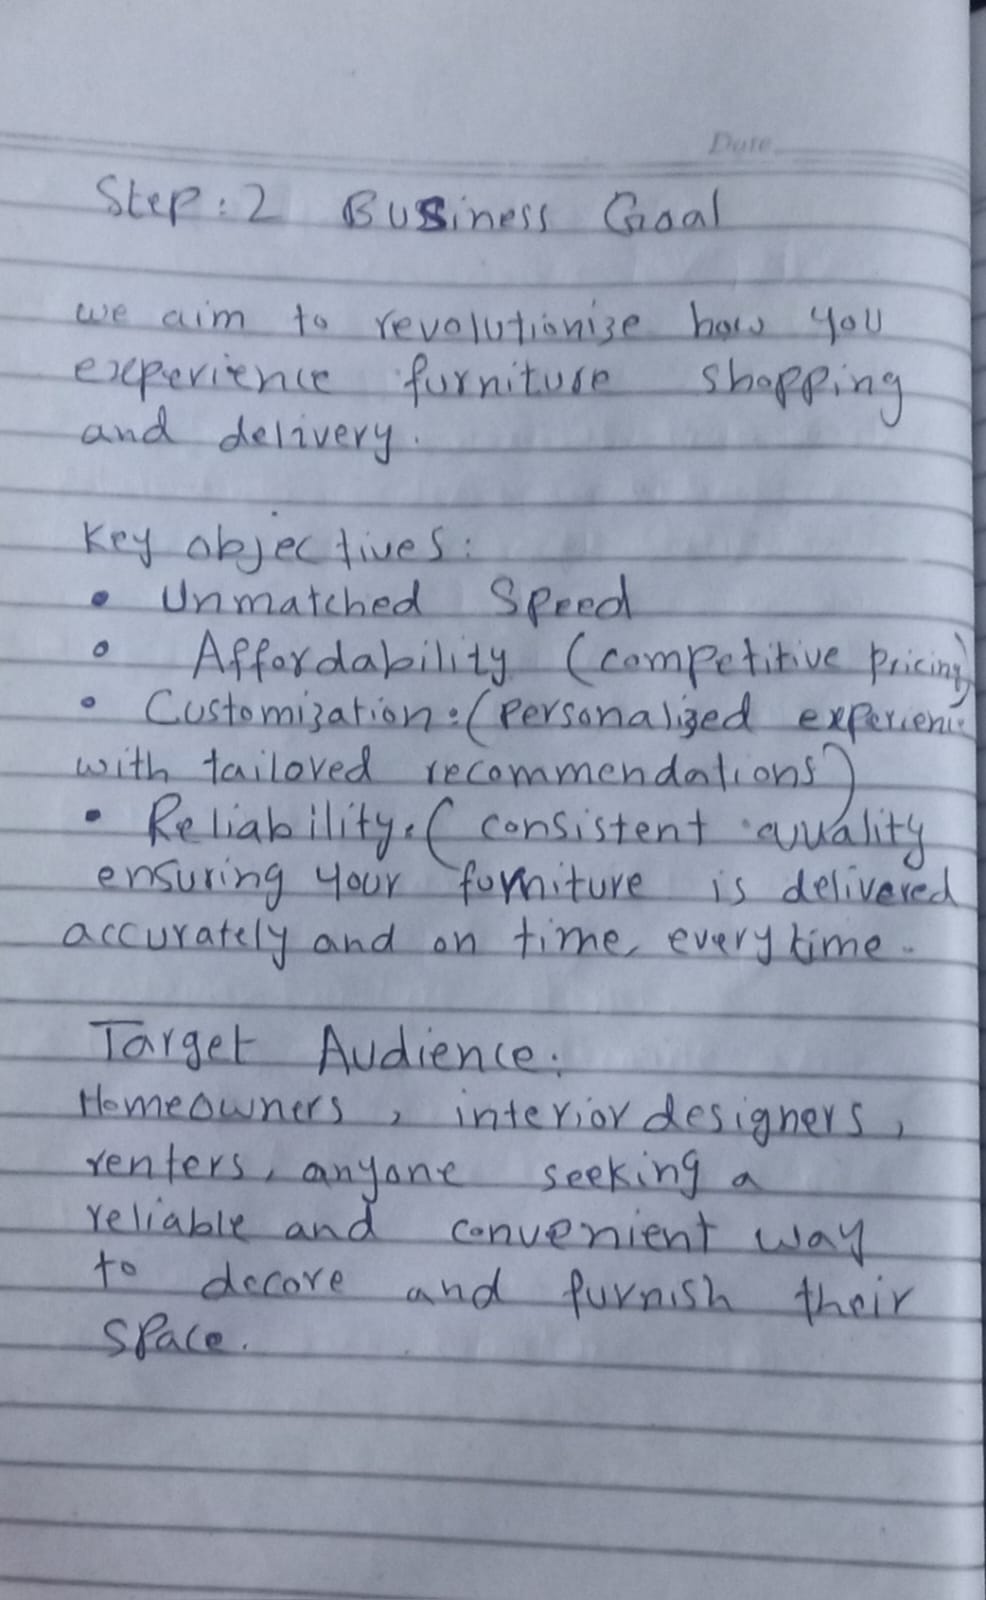 Date
Step: 2 Business Goal
we aim to revolutionize how you
experience furniture shopping
and delivery.
Key objectives:
• Unmatched Speed
• Affordability (competitive pricing)
• Customization: (Personalized experience
with tailored recommendations)
• Reliability: ( consistent quality
ensuring your furniture is delivered
accurately and on time, every time.
Target Audience:
Homeowners, interior designers,
renters, anyone seeking a
reliable and convenient way
to decore and furnish their
space.